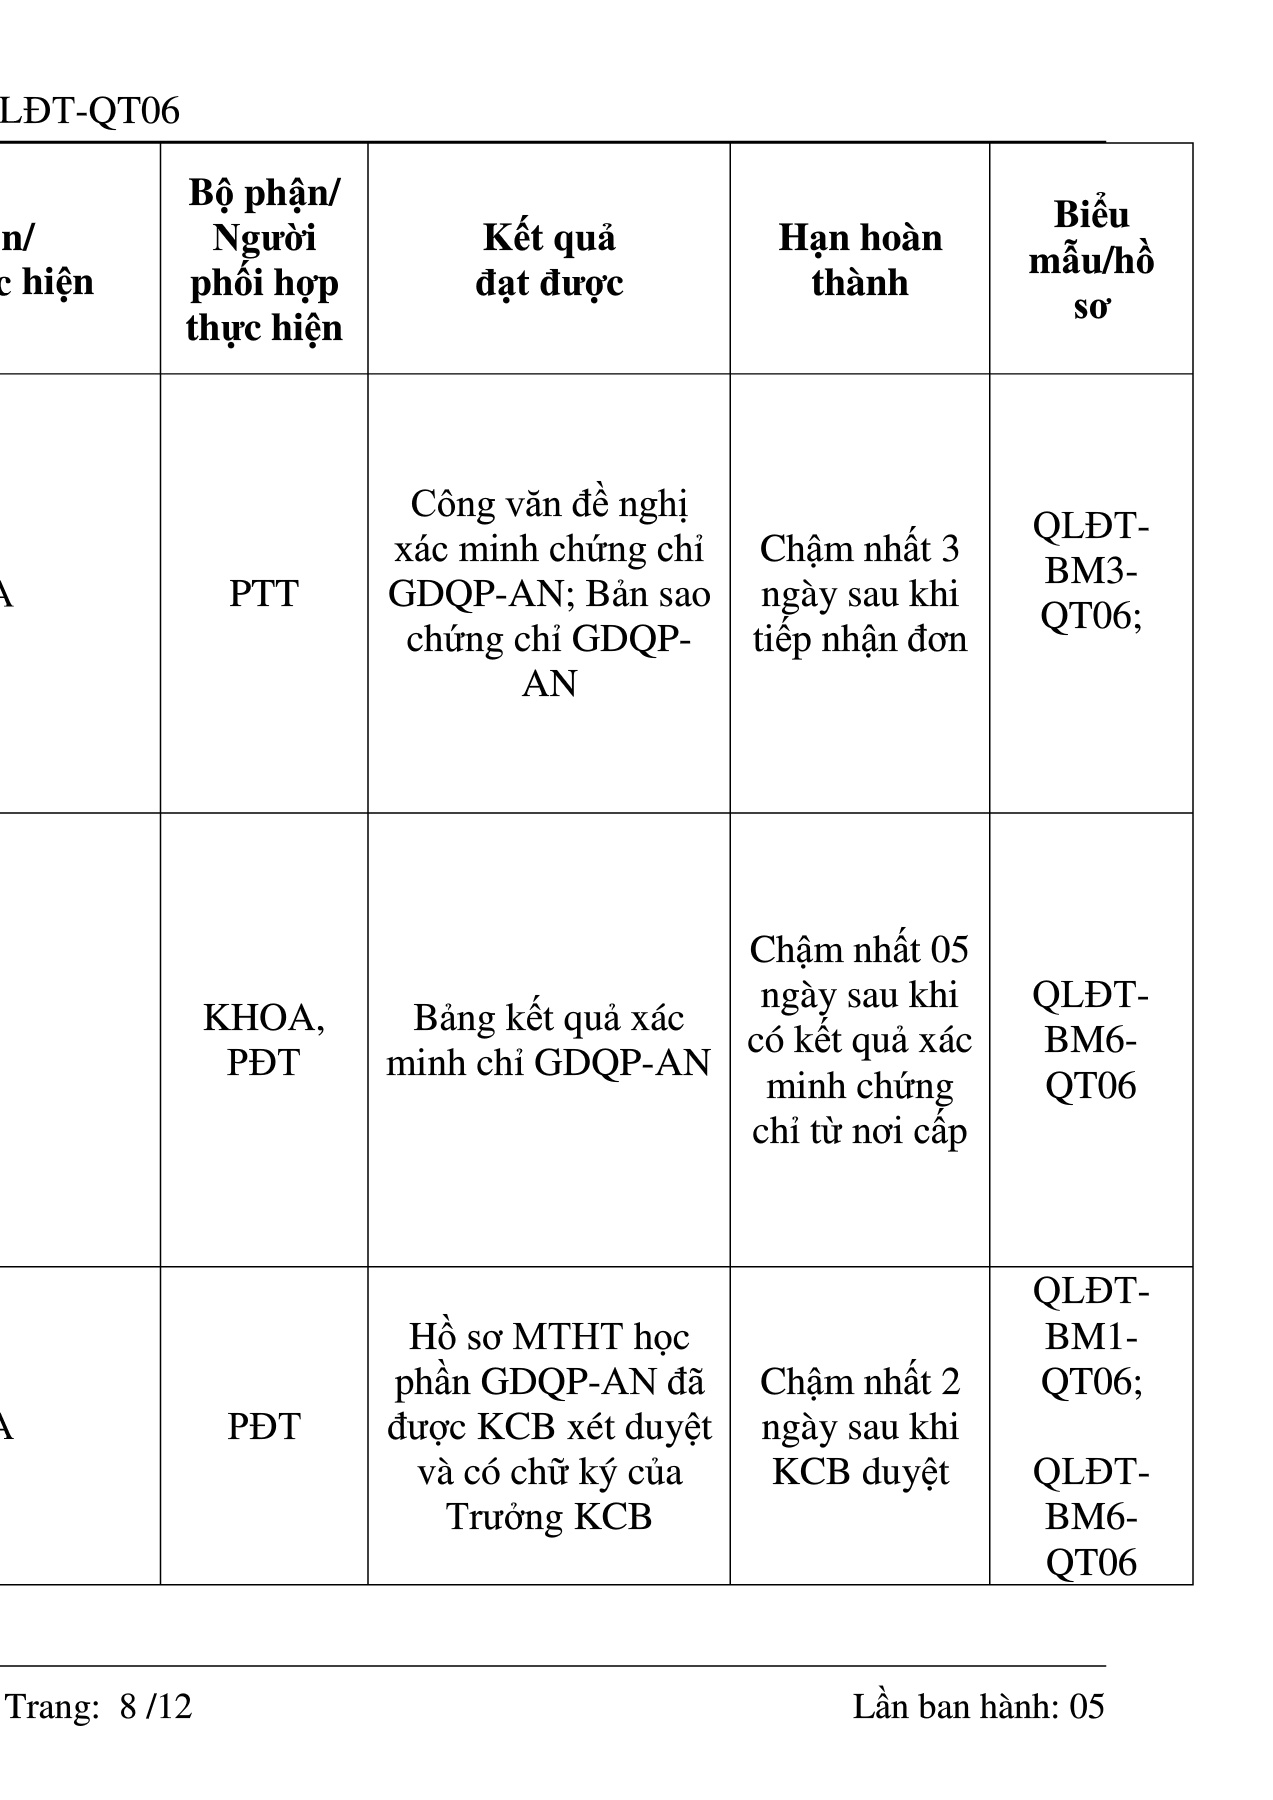 LĐT-QT06
n/
c hiện
Bộ phận/
Người
phối hợp
thực hiện
Kết quả
đạt được
Hạn hoàn
thành
Biểu
mẫu/hồ
sơ
A
PTT
Công văn đề nghị
xác minh chứng chỉ
GDQP-AN; Bản sao
chứng chỉ GDQP-
AN
Chậm nhất 3
ngày sau khi
tiếp nhận đơn
QLĐT-
BM3-
QT06;
KHOA,
PĐT
Bảng kết quả xác
minh chỉ GDQP-AN
Chậm nhất 05
ngày sau khi
có kết quả xác
minh chứng
chỉ từ nơi cấp
QLĐT-
BM6-
QT06
A
PĐT
Hồ sơ MTHT học
phần GDQP-AN đã
được KCB xét duyệt
và có chữ ký của
Trưởng KCB
Chậm nhất 2
ngày sau khi
KCB duyệt
QLĐT-
BM1-
QT06;
QLĐT-
BM6-
QT06
Trang:  8 /12
Lần ban hành: 05